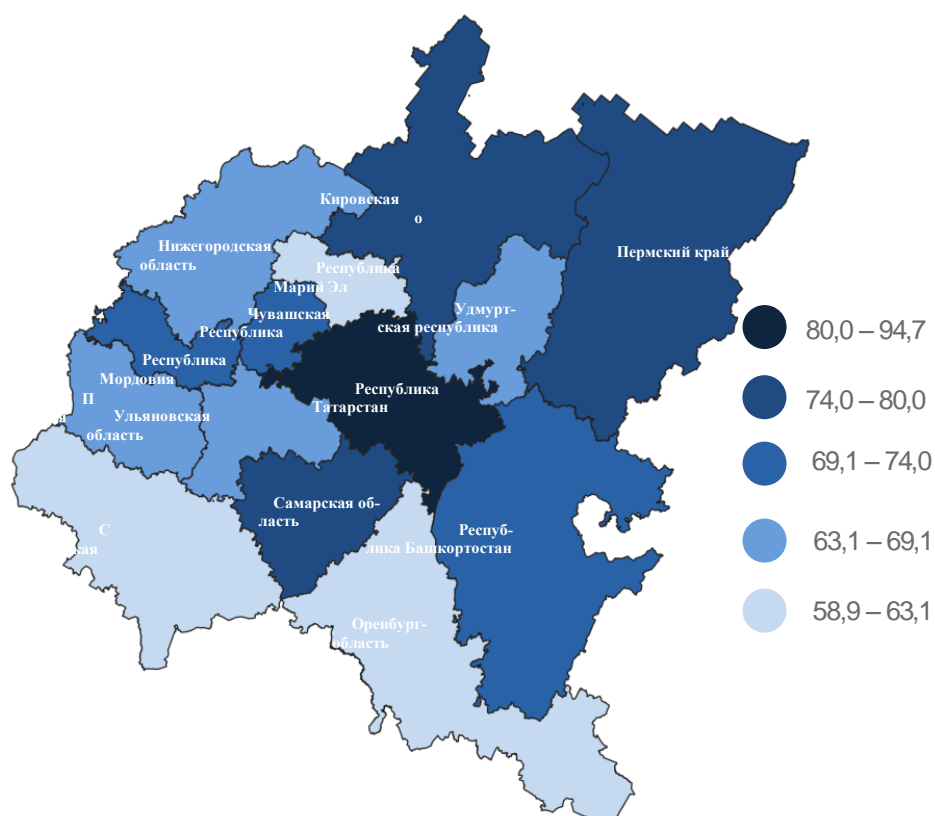 Кировская
о
Пермский край
Нижегородская
область
Республика
Марий Эл
Чувашская
Республика
Удмурт-
ская республика
Республика
Мордовия
Республика
Татарстан
П
Ульяновская
область
Самарская об-
ласть
С
кая
Респуб-
лика Башкортостан
Оренбург-
область
80,0 – 94,7
74,0 – 80,0
69,1 – 74,0
63,1 – 69,1
58,9 – 63,1